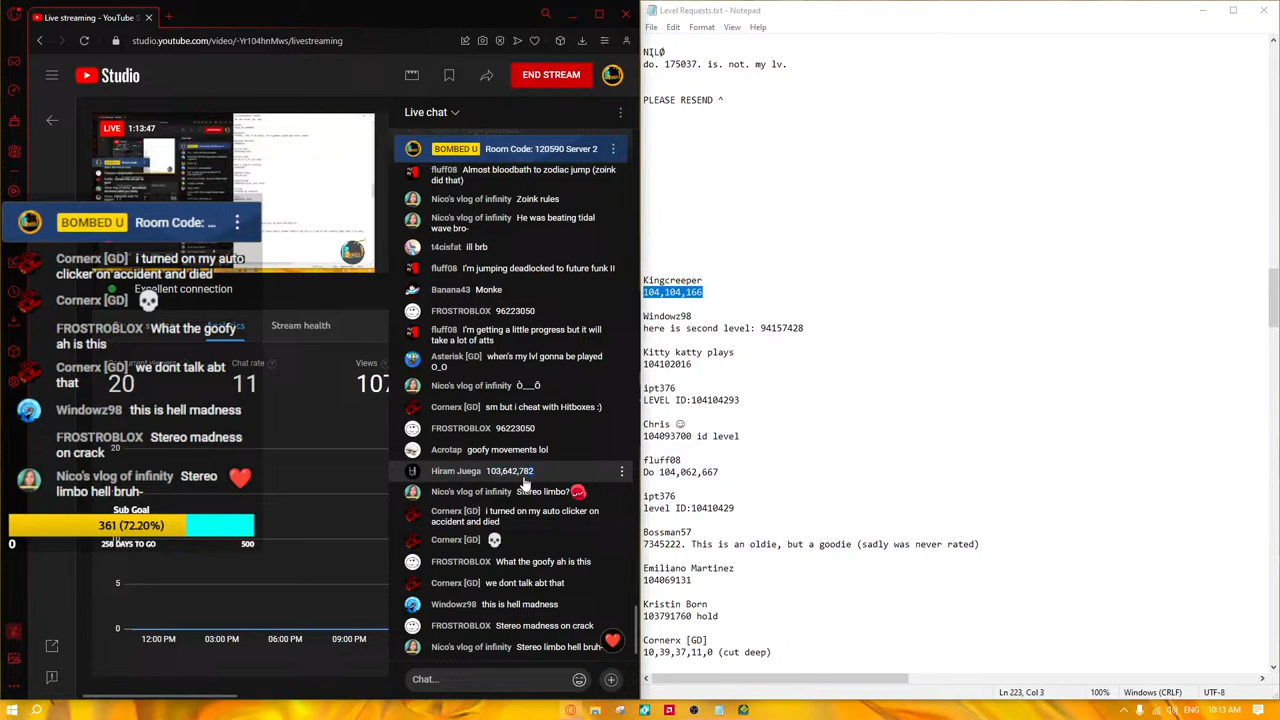 Live streaming - YouTube S
studio.youtube.com/video/-Yr104hnMws/livestreaming
Studio
END STREAM
LIVE
1:13:47
BOMBED U Room Code: ...
Cornerx [GD] i turned on my auto
clicker on accident and died
Excellent connection
Cornerx [GD]
FROSTROBLOX What the goofy
ah is this
Stream health
Cornerx [GD] we dont talk abt
that
Chat rate
Views
20
11
107
Windowz98 this is hell madness
FROSTROBLOX Stereo madness
on crack
20
Nico's vlog of infinity Stereo
limbo hell bruh-
Sub Goal
361 (72.20%)
0
258 DAYS TO GO
500
5
0
12:00 PM
03:00 PM
06:00 PM
09:00 PM
Live chat
BOMBED U Room Code: 120590 Server 2
fluff08 Almost bloodbath to zodiac jump (zoink
did that)
Nico's vlog of infinity Zoink rules
Nico's vlog of infinity He was beating tidal
wave bro-
t4cisfat ill brb
fluff08 I'm jumping deadlocked to future funk II
Banana43 Monke
FROSTROBLOX 96223050
fluff08 I'm getting a little progress but it will
take a lot of atts
Asterisk [GD] when's my lvl gonna be played
O_O
Nico's vlog of infinity Ò___Ô
Cornerx [GD] sm but i cheat with Hitboxes :)
FROSTROBLOX 96223050
Acrotap goofy movements lol
Hiram Juega 103,642,782
Nico's vlog of infinity Stereo limbo?
Cornerx [GD] i turned on my auto clicker on
accident and died
Cornerx [GD]
FROSTROBLOX What the goofy ah is this
Cornerx [GD] we dont talk abt that
Windowz98 this is hell madness
FROSTROBLOX Stereo madness on crack
Nico's vlog of infinity Stereo limbo hell bruh-
Chat...
Level Requests.txt - Notepad
File Edit Format View Help
NILØ
do. 175037. is. not. my lv.
PLEASE RESEND ^
Kingcreeper
104,104,166
Windowz98
here is second level: 94157428
Kitty katty plays
104102016
ipt376
LEVEL ID:104104293
Chris ☺
104093700 id level
fluff08
Do 104,062,667
ipt376
level ID:10410429
Bossman57
7345222. This is an oldie, but a goodie (sadly was never rated)
Emiliano Martinez
104069131
Kristin Born
103791760 hold
Cornerx [GD]
10,39,37,11,0 (cut deep)
Ln 223, Col 3
100%
Windows (CRLF)
UTF-8
ENG
10:13 AM